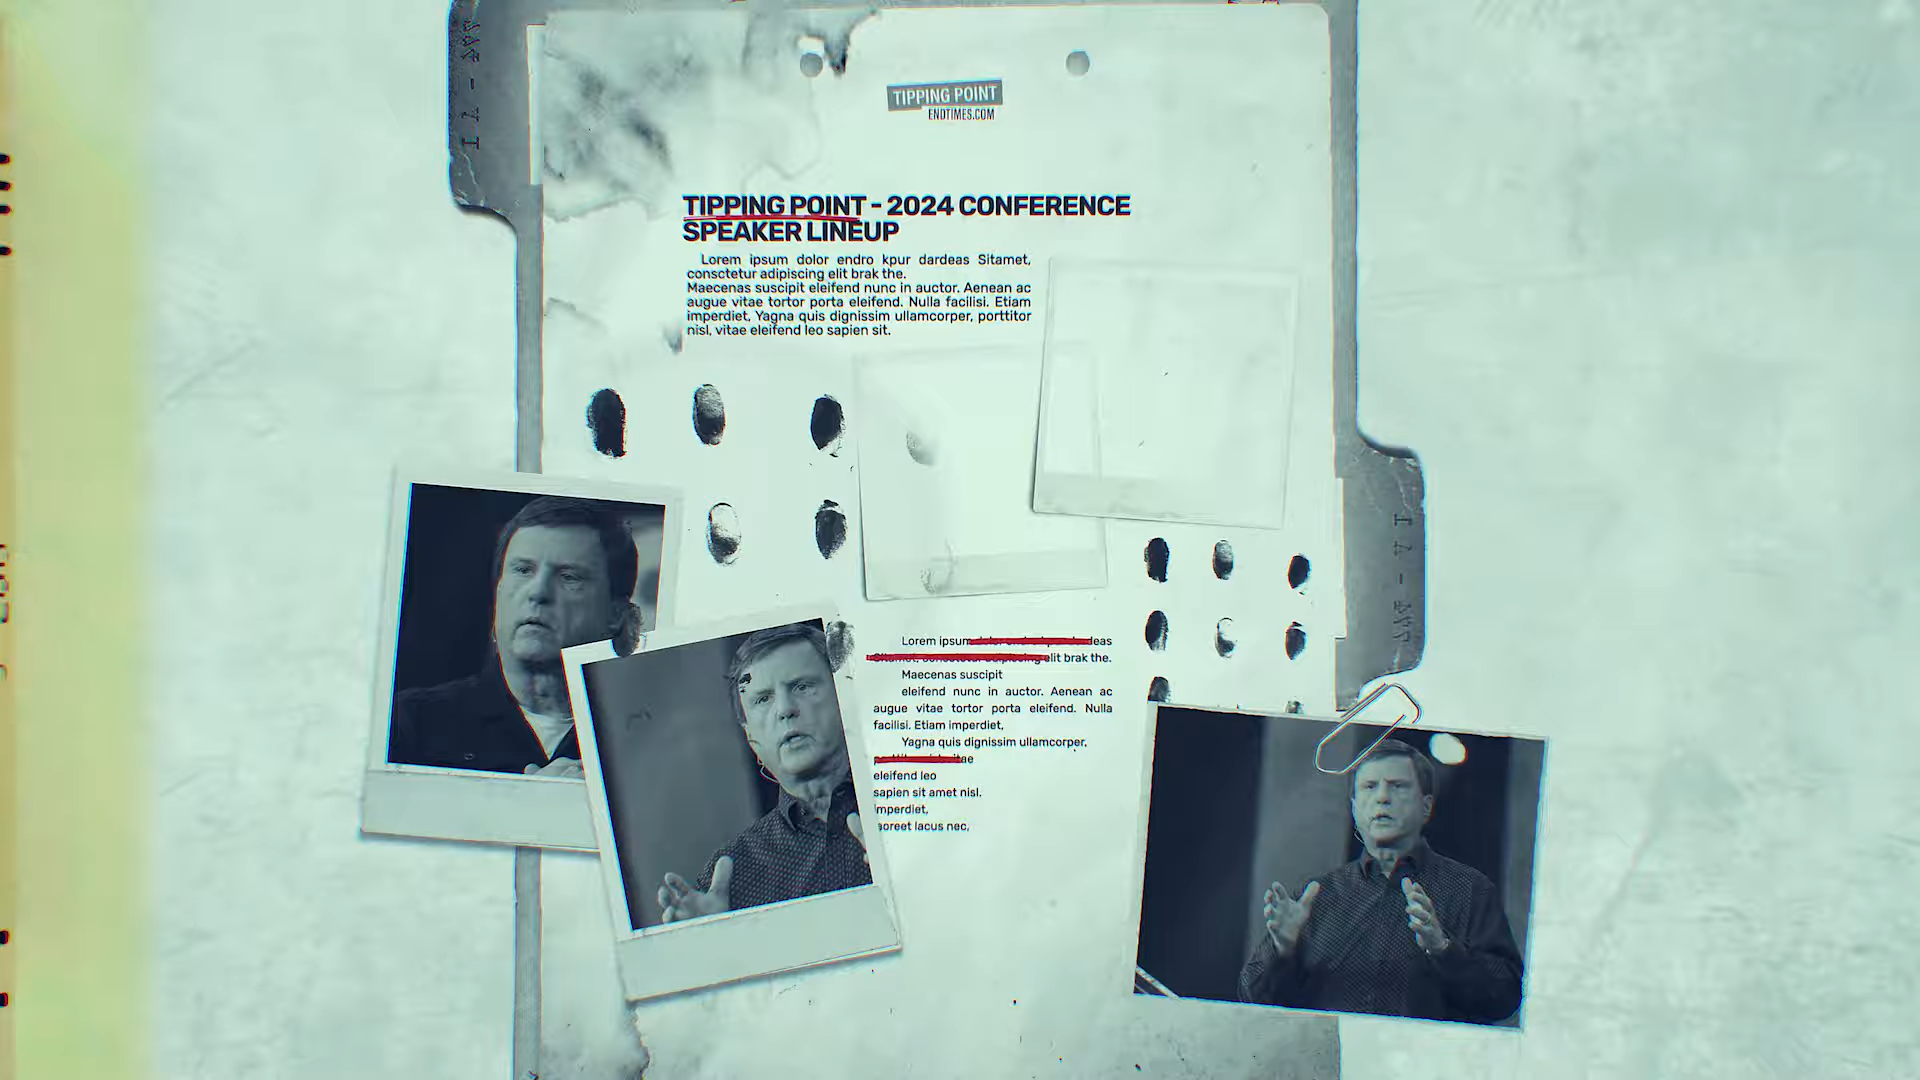 TIPPING POINT
ENDTIMES.COM
TIPPING POINT - 2024 CONFERENCE
SPEAKER LINEUP
Lorem ipsum dolor endro kpur dardeas Sitamet,
consctetur adipiscing elit brak the.
Maecenas suscipit eleifend nunc in auctor. Aenean ac
augue vitae tortor porta eleifend. Nulla facilisi. Etiam
imperdiet, Yagna quis dignissim ullamcorper, porttitor
nisl, vitae eleifend leo sapien sit.
Lorem ipsum
elit brak the.
Maecenas suscipit
eleifend nunc in auctor. Aenean ac
augue vitae tortor porta eleifend. Nulla
facilisi. Etiam imperdiet,
Yagna quis dignissim ullamcorper,
eleifend leo
sapien sit amet nisl.
imperdiet,
laoreet lacus nec,